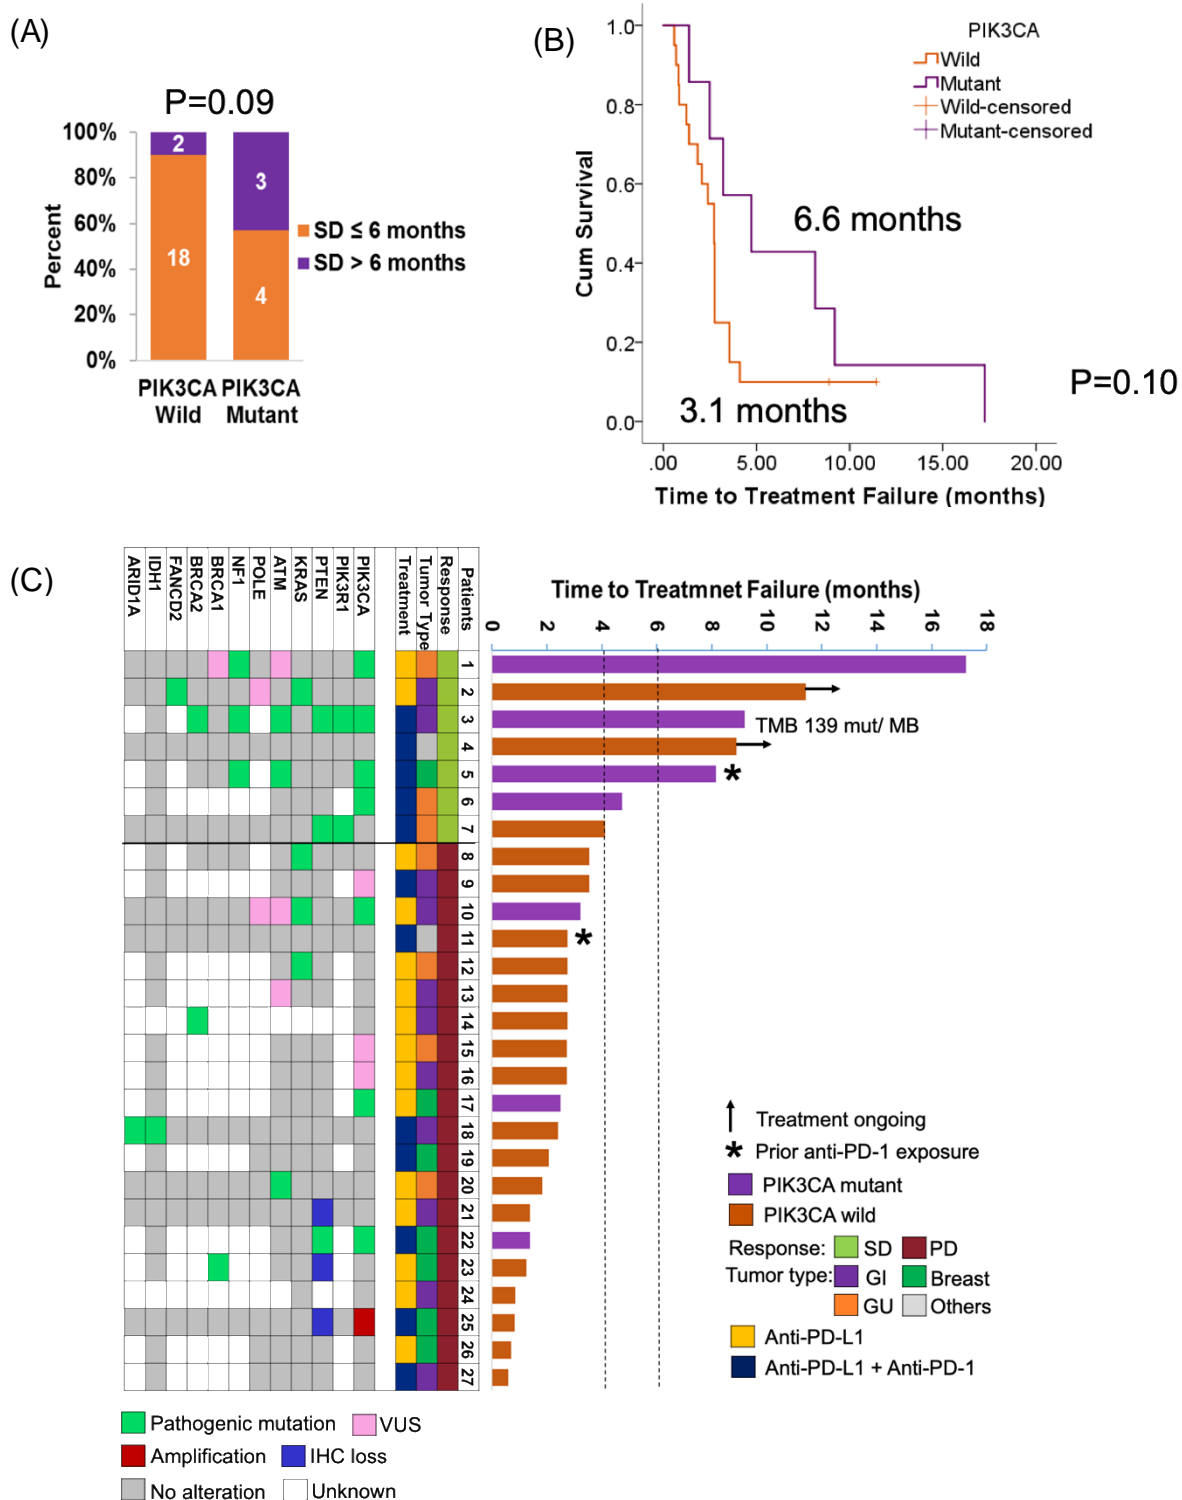 (A)
P=0.09
100%
80%
60%
40%
20%
0%
Percent
2
18
3
4
SD ≤ 6 months
SD > 6 months
PIK3CA Wild
PIK3CA Mutant
(B)
1.0
0.8
0.6
0.4
0.2
0.0
Cum Survival
PIK3CA
Wild
Mutant
Wild-censored
Mutant-censored
6.6 months
3.1 months
P=0.10
.00 5.00 10.00 15.00 20.00
Time to Treatment Failure (months)
(C)
ARID1A
IDH1
FANCD2
BRCA2
BRCA1
NF1
POLE
ATM
KRAS
PTEN
PIK3R1
PIK3CA
Treatment
Tumor Type
Response
Patients
Time to Treatmnet Failure (months)
0 2 4 6 8 10 12 14 16 18
1
2
3
TMB 139 mut/ MB
4
5
*
6
7
8
9
10
11
*
12
13
14
15
16
17
18
19
20
21
22
23
24
25
26
27
Treatment ongoing
* Prior anti-PD-1 exposure
PIK3CA mutant
PIK3CA wild
Response: SD PD
Tumor type: GI Breast
GU Others
Anti-PD-L1
Anti-PD-L1 + Anti-PD-1
Pathogenic mutation VUS
Amplification IHC loss
No alteration Unknown